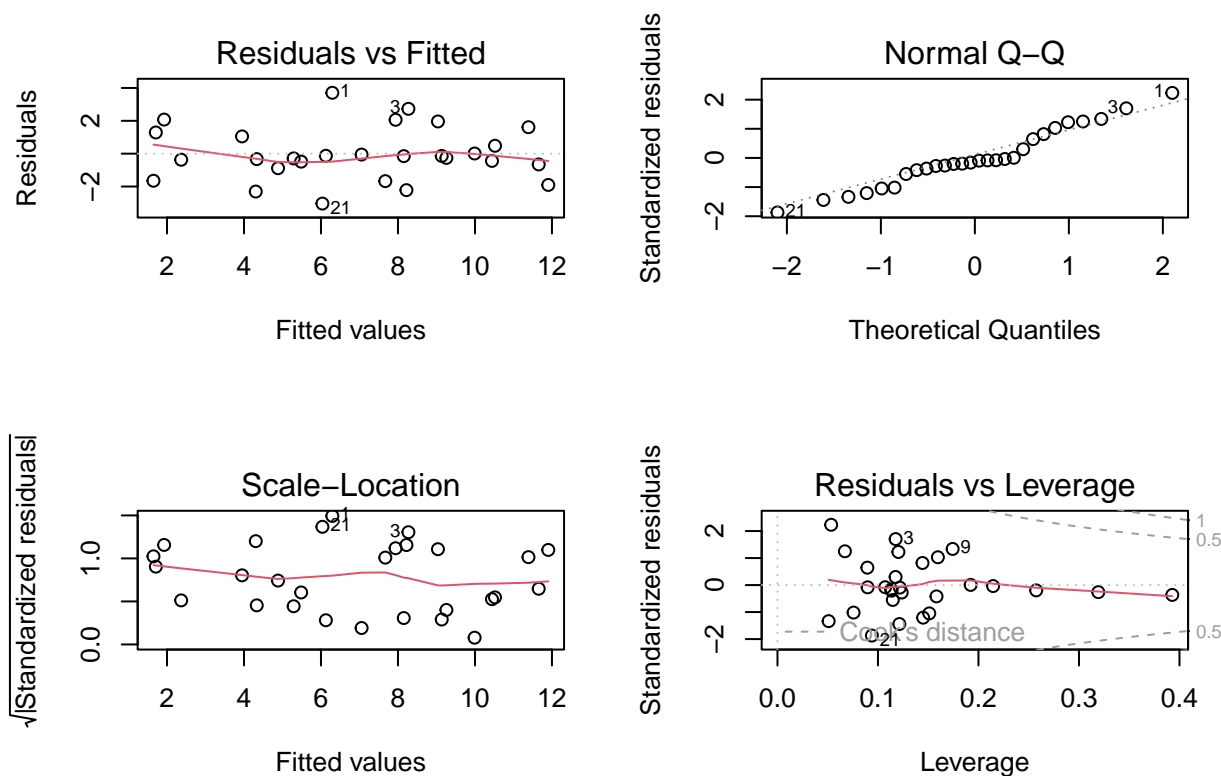 Residuals vs Fitted
Residuals
2
−2
1
3
21
2 4 6 8 10 12
Fitted values
Normal Q−Q
Standardized residuals
2
0
−2
3
1
21
−2 −1 0 1 2
Theoretical Quantiles
Scale−Location
√|Standardized residuals|
1.0
0.0
1
21
3
2 4 6 8 10 12
Fitted values
Residuals vs Leverage
Standardized residuals
2
0
−2
3
9
21
Cook's distance
1
0.5
0.5
0.0 0.1 0.2 0.3 0.4
Leverage